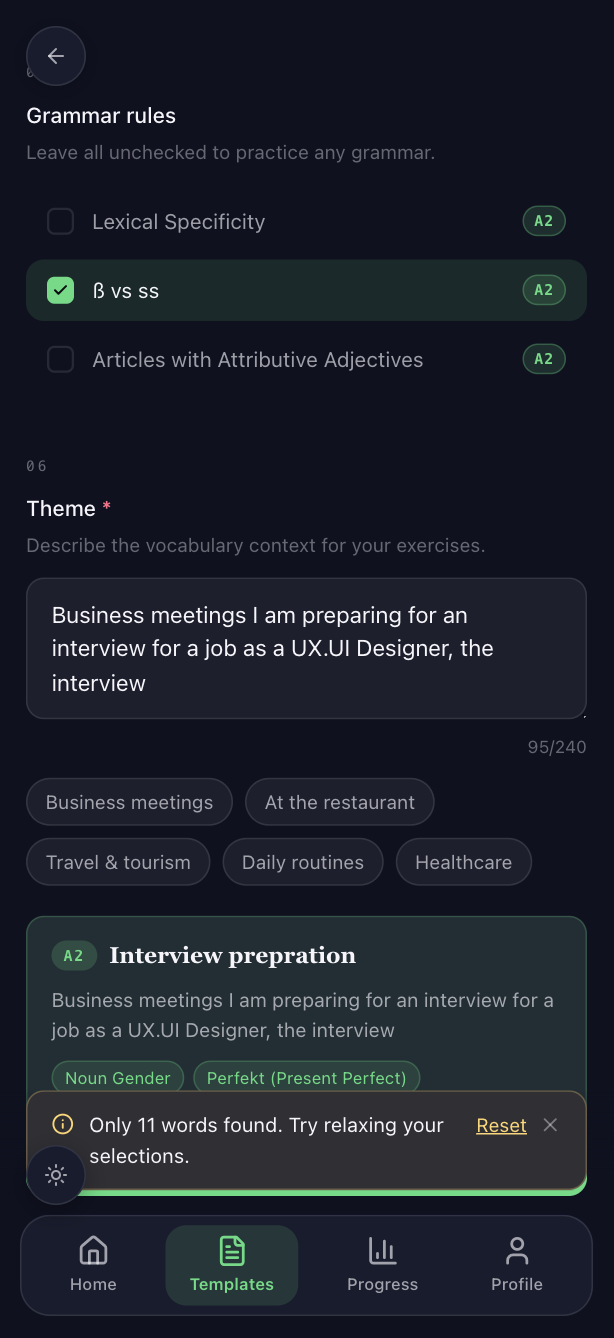 Grammar rules
Leave all unchecked to practice any grammar.
Lexical Specificity A2
ß vs ss A2
Articles with Attributive Adjectives A2
06
Theme *
Describe the vocabulary context for your exercises.
Business meetings I am preparing for an
interview for a job as a UX.UI Designer, the
interview
95/240
Business meetings At the restaurant
Travel & tourism Daily routines Healthcare
A2 Interview prepration
Business meetings I am preparing for an interview for a
job as a UX.UI Designer, the interview
Noun Gender Perfekt (Present Perfect)
Only 11 words found. Try relaxing your Reset
selections.
Home Templates Progress Profile